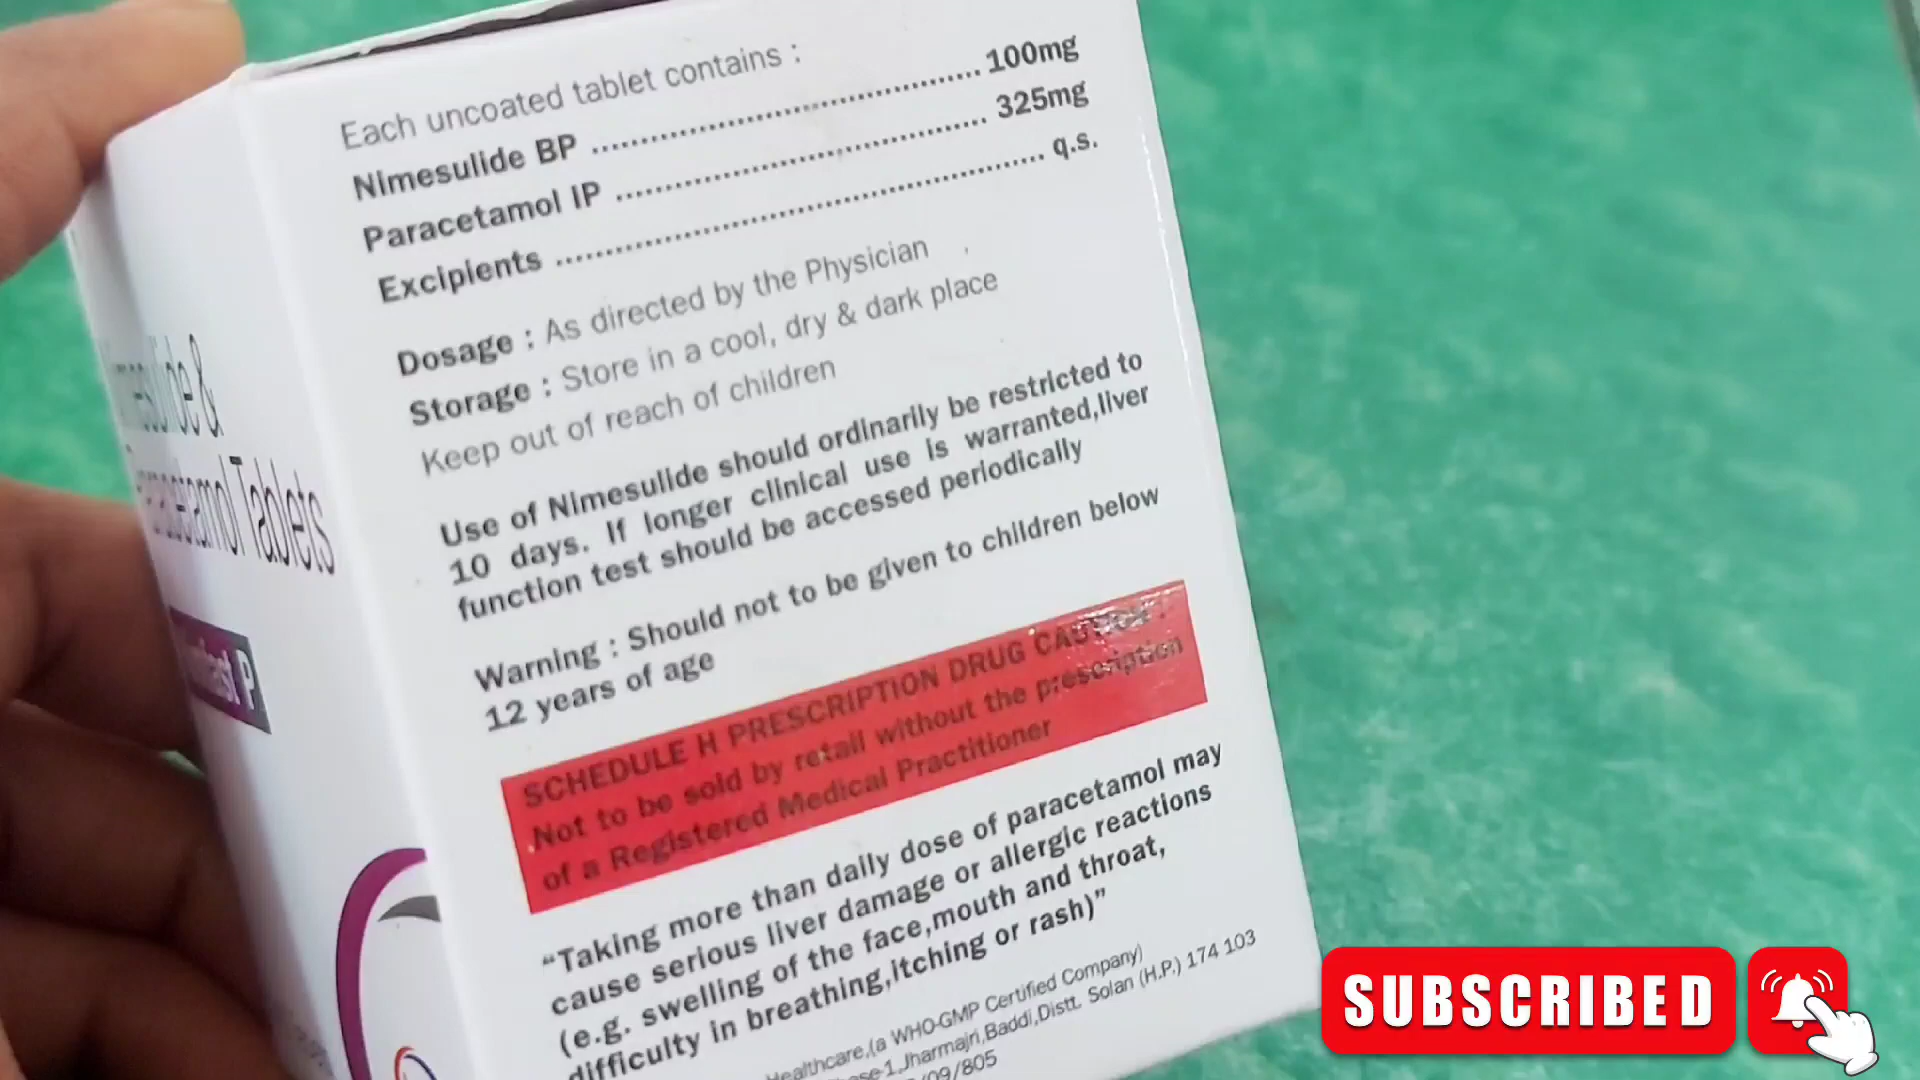 Each uncoated tablet contains :
Nimesulide BP ........................................ 100mg
Paracetamol IP ........................................ 325mg
Excipients ........................................ q.s.
Dosage : As directed by the Physician
Storage : Store in a cool, dry & dark place
Keep out of reach of children
Use of Nimesulide should ordinarily be restricted to
10 days. If longer clinical use is warranted,liver
function test should be accessed periodically
Warning : Should not to be given to children below
12 years of age
SCHEDULE H PRESCRIPTION DRUG CAUTION :
Not to be sold by retail without the prescription
of a Registered Medical Practitioner
“Taking more than daily dose of paracetamol may
cause serious liver damage or allergic reactions
(e.g. swelling of the face,mouth and throat,
difficulty in breathing,itching or rash)”
Healthcare,(a WHO-GMP Certified Company)
1,Jharmajri,Baddi,Distt. Solan (H.P.) 174 103
/09/805
Nimesulide &
Paracetamol Tablets
P
SUBSCRIBED